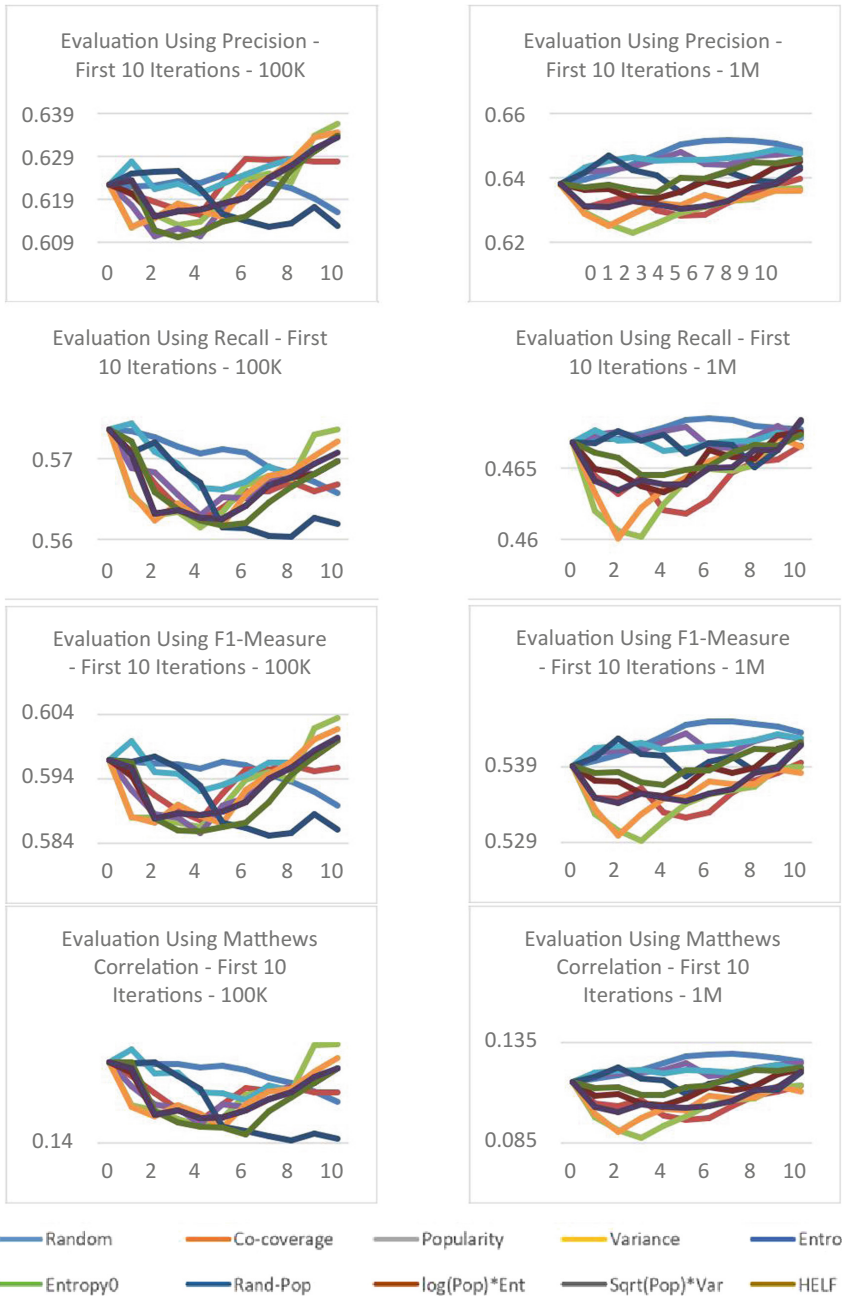 Evaluation Using Precision -
First 10 Iterations - 100K
0.639
0.629
0.619
0.609
0 2 4 6 8 10
Evaluation Using Precision -
First 10 Iterations - 1M
0.66
0.64
0.62
0 1 2 3 4 5 6 7 8 9 10
Evaluation Using Recall - First
10 Iterations - 100K
0.57
0.56
0 2 4 6 8 10
Evaluation Using Recall - First
10 Iterations - 1M
0.465
0.46
0 2 4 6 8 10
Evaluation Using F1-Measure
- First 10 Iterations - 100K
0.604
0.594
0.584
0 2 4 6 8 10
Evaluation Using F1-Measure
- First 10 Iterations - 1M
0.539
0.529
0 2 4 6 8 10
Evaluation Using Matthews
Correlation - First 10
Iterations - 100K
0.14
0 2 4 6 8 10
Evaluation Using Matthews
Correlation - First 10
Iterations - 1M
0.135
0.085
0 2 4 6 8 10
Random Co-coverage Popularity Variance Entro
Entropy0 Rand-Pop log(Pop)*Ent Sqrt(Pop)*Var HELF